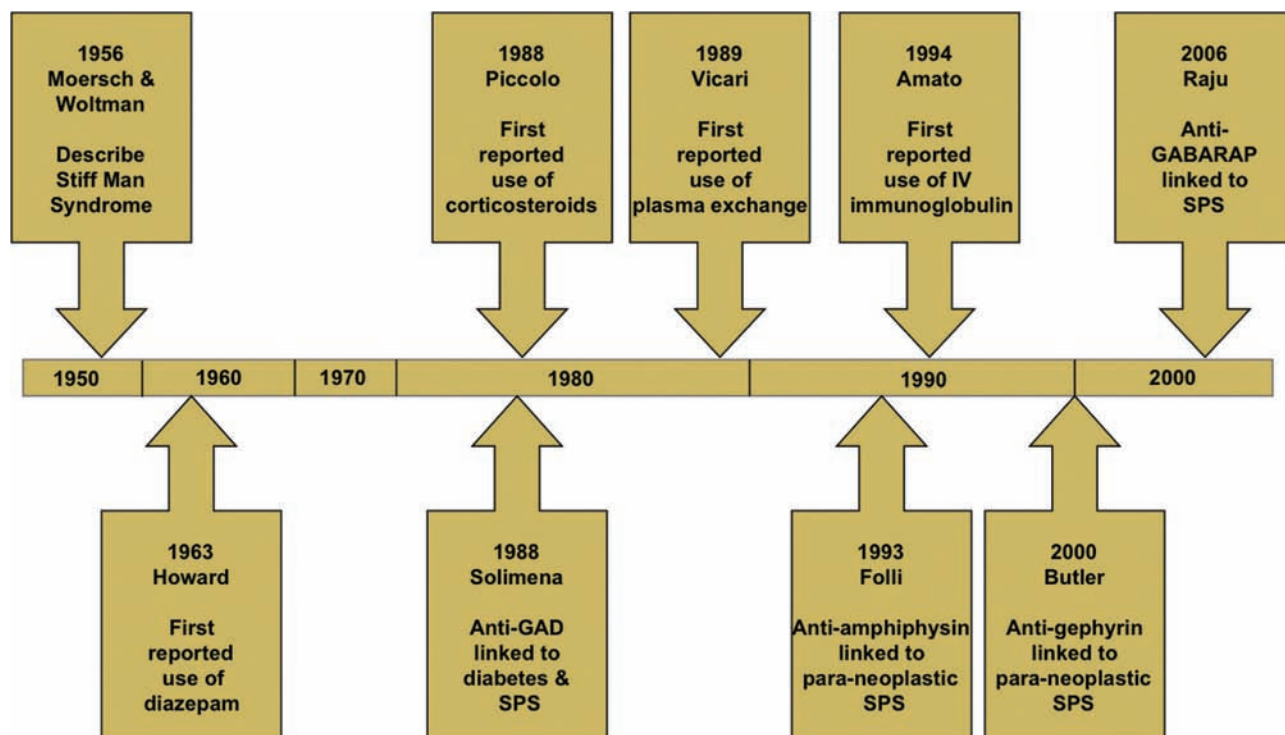 1956
Moersch &
Woltman
Describe
Stiff Man
Syndrome
1988
Piccolo
First
reported
use of
corticosteroids
1989
Vicari
First
reported
use of
plasma exchange
1994
Amato
First
reported
use of IV
immunoglobulin
2006
Raju
Anti-
GABARAP
linked to
SPS
1950
1960
1970
1980
1990
2000
1963
Howard
First
reported
use of
diazepam
1988
Solimena
Anti-GAD
linked to
diabetes &
SPS
1993
Folli
Anti-amphiphysin
linked to
para-neoplastic
SPS
2000
Butler
Anti-gephyrin
linked to
para-neoplastic
SPS